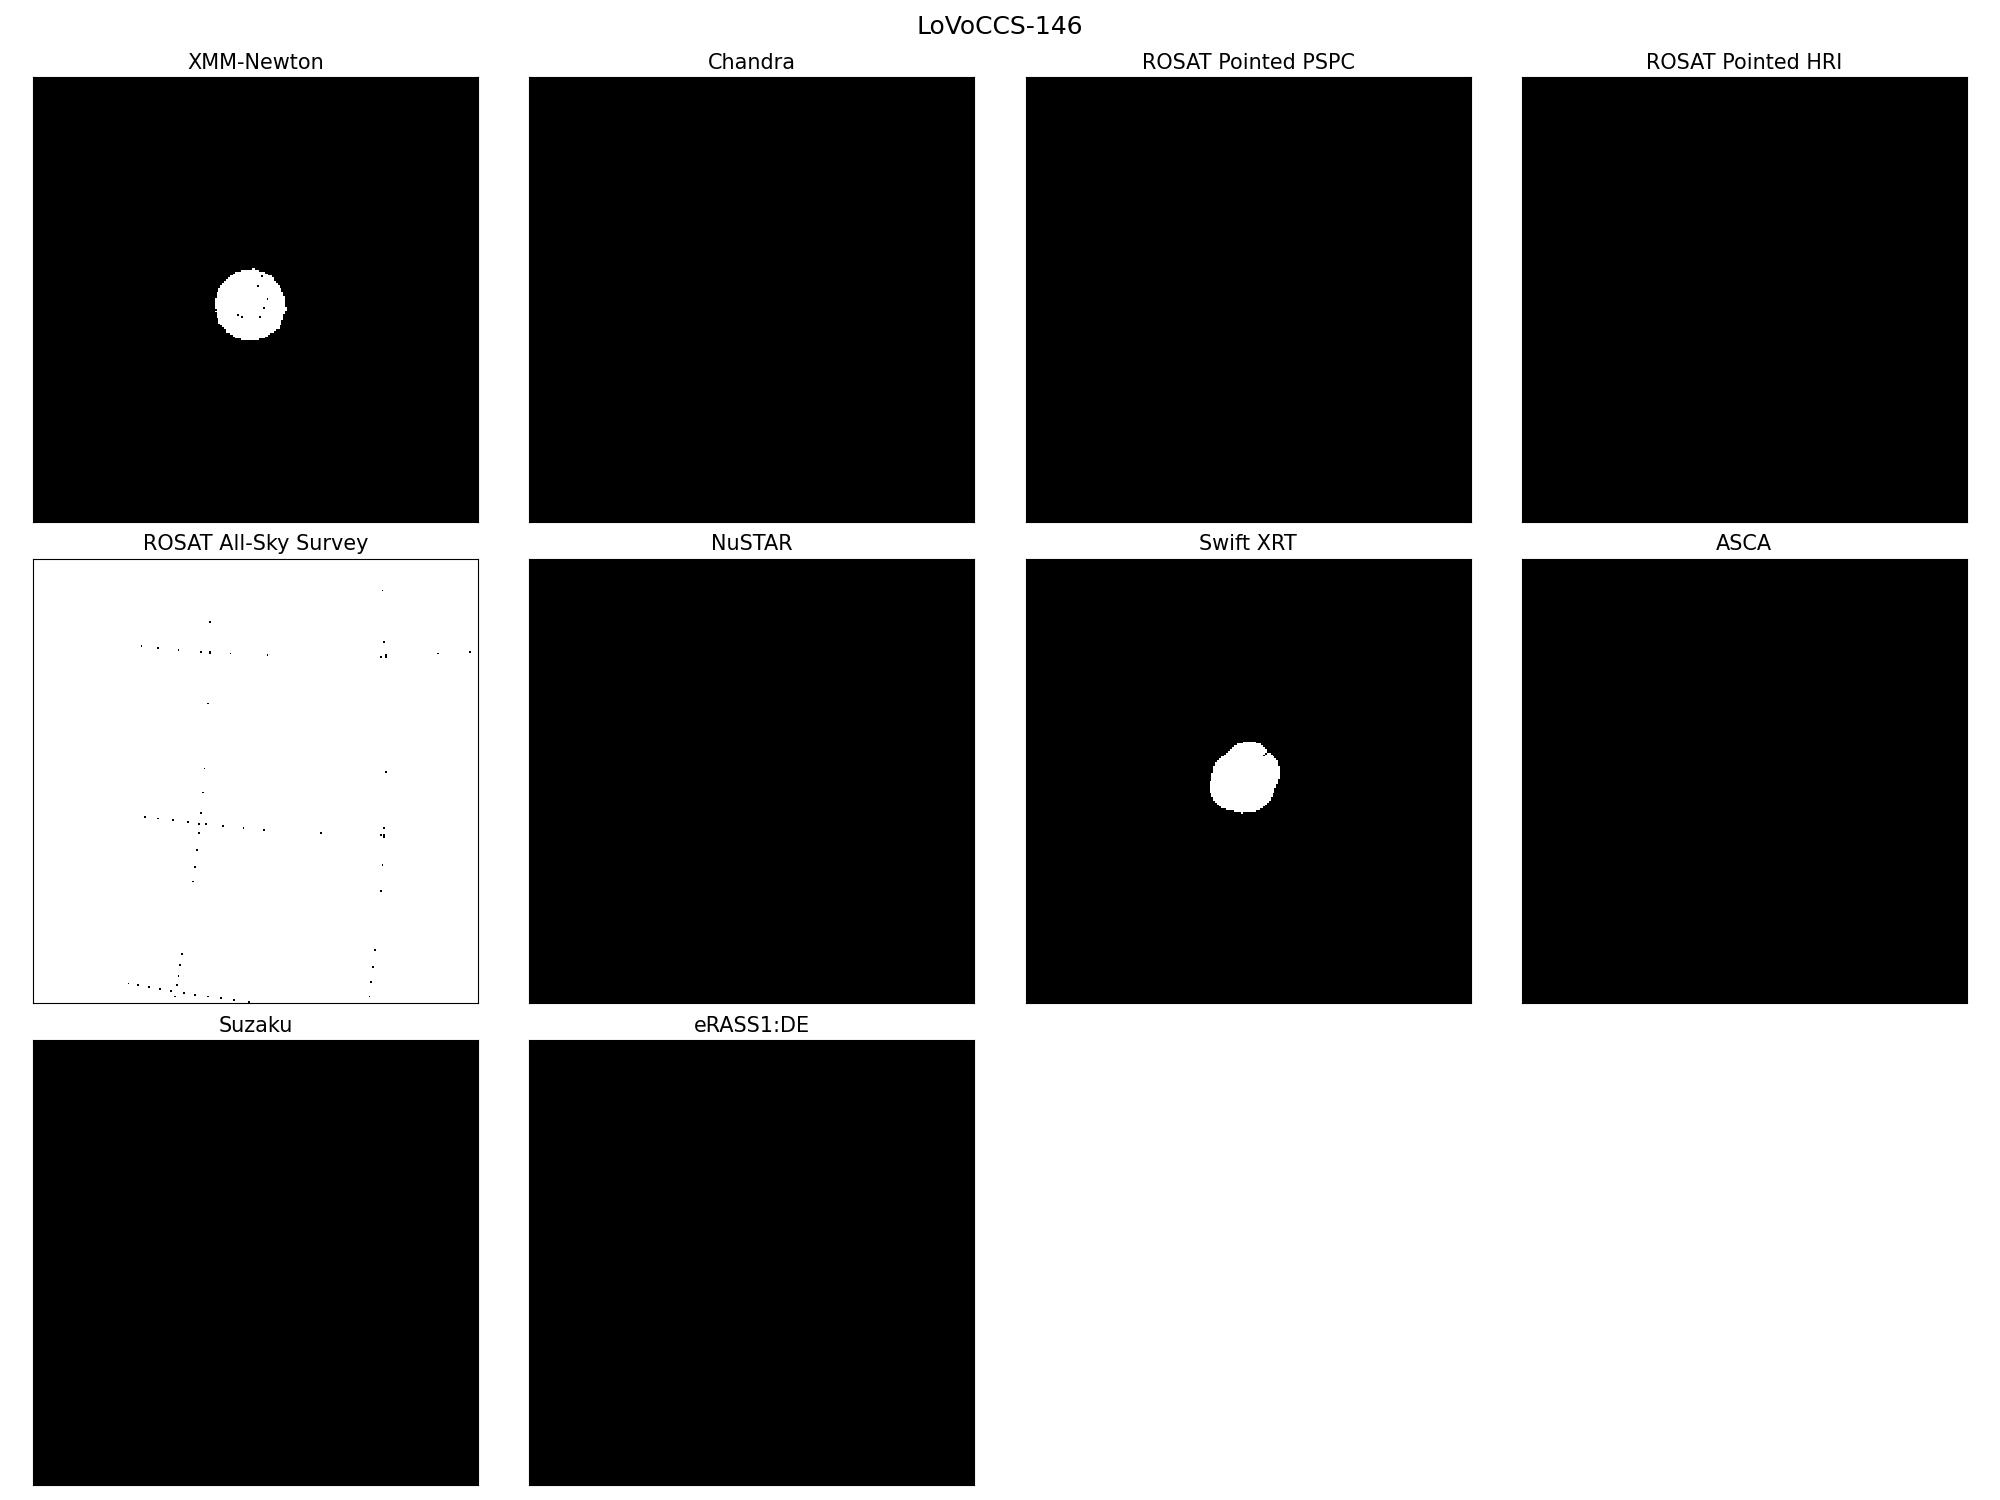 LoVoCCS-146
XMM-Newton
Chandra
ROSAT Pointed PSPC
ROSAT Pointed HRI
ROSAT All-Sky Survey
NuSTAR
Swift XRT
ASCA
Suzaku
eRASS1:DE